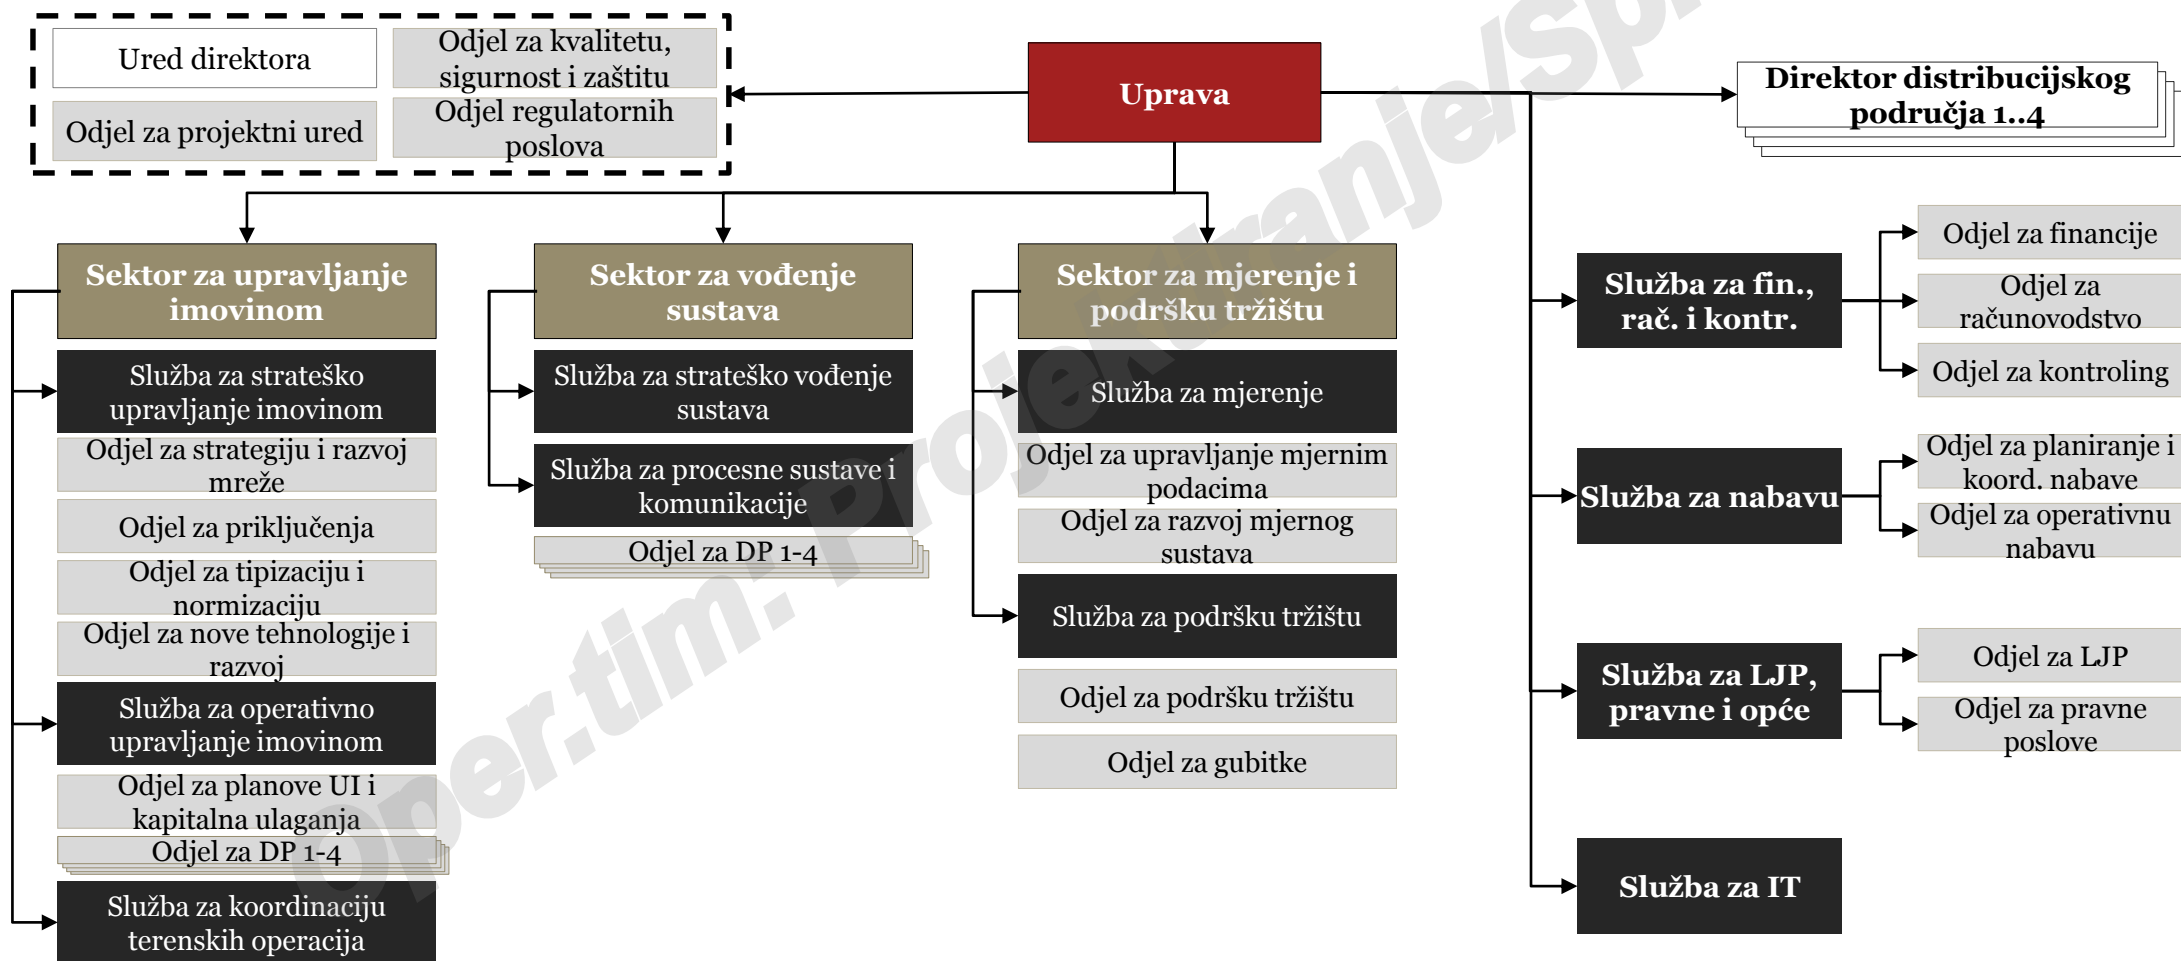 Ured direktora
Odjel za kvalitetu,
sigurnost i zaštitu
Odjel za projektni ured
Odjel regulatornih
poslova
Uprava
Direktor distribucijskog
područja 1..4
Sektor za upravljanje
imovinom
Služba za strateško
upravljanje imovinom
Odjel za strategiju i razvoj
mreže
Odjel za priključenja
Odjel za tipizaciju i
normizaciju
Odjel za nove tehnologije i
razvoj
Služba za operativno
upravljanje imovinom
Odjel za planove UI i
kapitalna ulaganja
Odjel za DP 1-4
Služba za koordinaciju
terenskih operacija
Sektor za vođenje
sustava
Služba za strateško vođenje
sustava
Služba za procesne sustave i
komunikacije
Odjel za DP 1-4
Sektor za mjerenje i
podršku tržištu
Služba za mjerenje
Odjel za upravljanje mjernim
podacima
Odjel za razvoj mjernog
sustava
Služba za podršku tržištu
Odjel za podršku tržištu
Odjel za gubitke
Služba za fin.,
rač. i kontr.
Odjel za financije
Odjel za
računovodstvo
Odjel za kontroling
Služba za nabavu
Odjel za planiranje i
koord. nabave
Odjel za operativnu
nabavu
Služba za LJP,
pravne i opće
Odjel za LJP
Odjel za pravne
poslove
Služba za IT
Oper.tim: Projektiranje/Spr